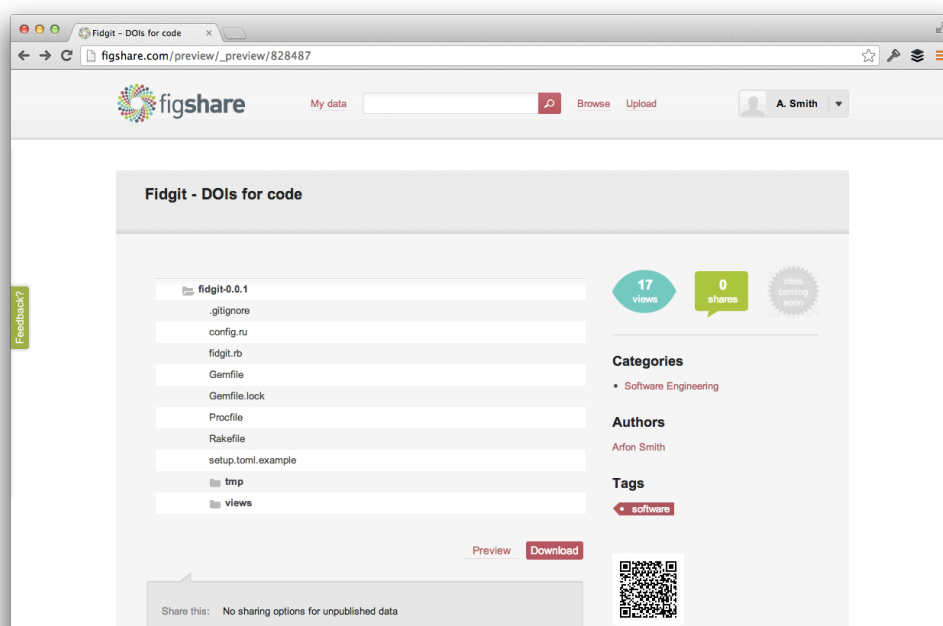 Fidgit - DOIs for code
figshare.com/preview/_preview/828487
figshare
My data
Browse
Upload
A. Smith
Fidgit - DOIs for code
Feedback?
fidgit-0.0.1
.gitignore
config.ru
fidgit.rb
Gemfile
Gemfile.lock
Procfile
Rakefile
setup.toml.example
tmp
views
Preview
Download
Share this: No sharing options for unpublished data
17
views
0
shares
cites
coming
soon
Categories
Software Engineering
Authors
Arfon Smith
Tags
software